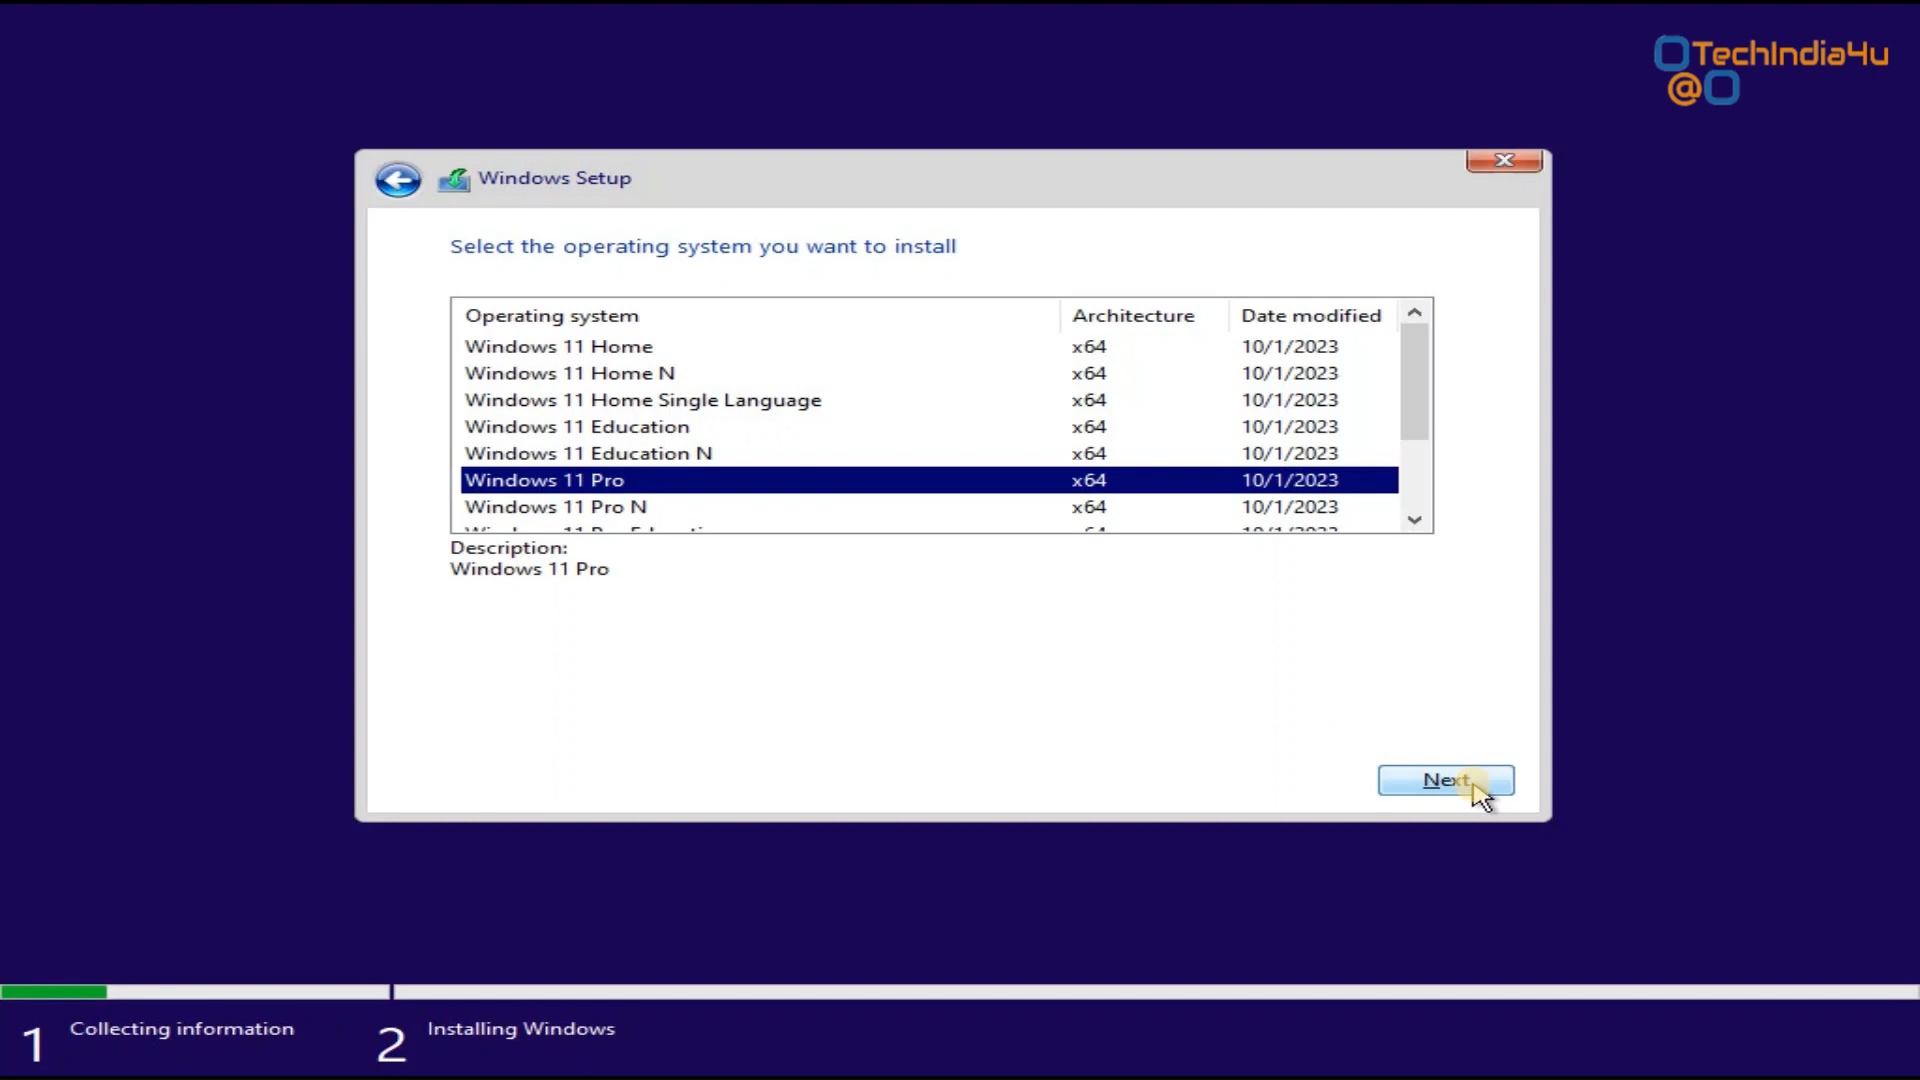 TechIndia4u
@
Windows Setup
Select the operating system you want to install
Operating system Architecture Date modified
Windows 11 Home x64 10/1/2023
Windows 11 Home N x64 10/1/2023
Windows 11 Home Single Language x64 10/1/2023
Windows 11 Education x64 10/1/2023
Windows 11 Education N x64 10/1/2023
Windows 11 Pro x64 10/1/2023
Windows 11 Pro N x64 10/1/2023
Description:
Windows 11 Pro
Next
1 Collecting information 2 Installing Windows